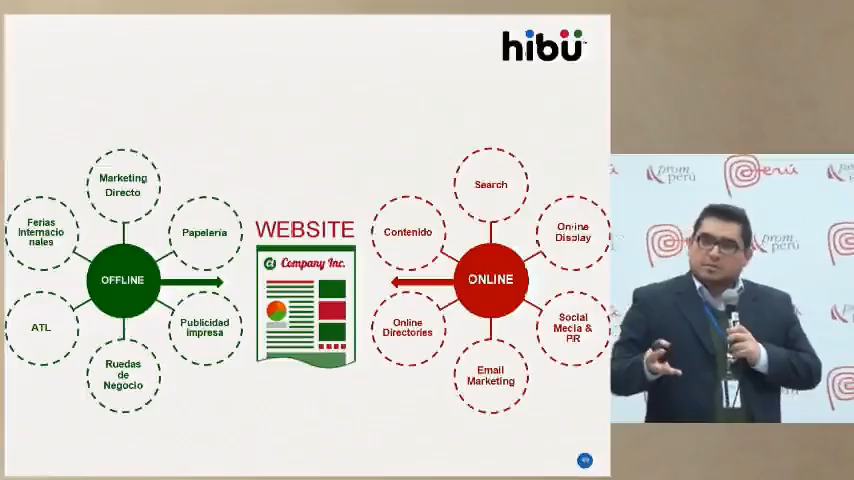 hibü
Marketing
Directo
Ferias
Internacio
nales
Papelería
OFFLINE
ATL
Publicidad
impresa
Ruedas
de
Negocio
WEBSITE
Company Inc.
Search
Contenido
Online
Display
ONLINE
Online
Directories
Social
Media &
PR
Email
Marketing
prom
perú
Perú
prom
perú